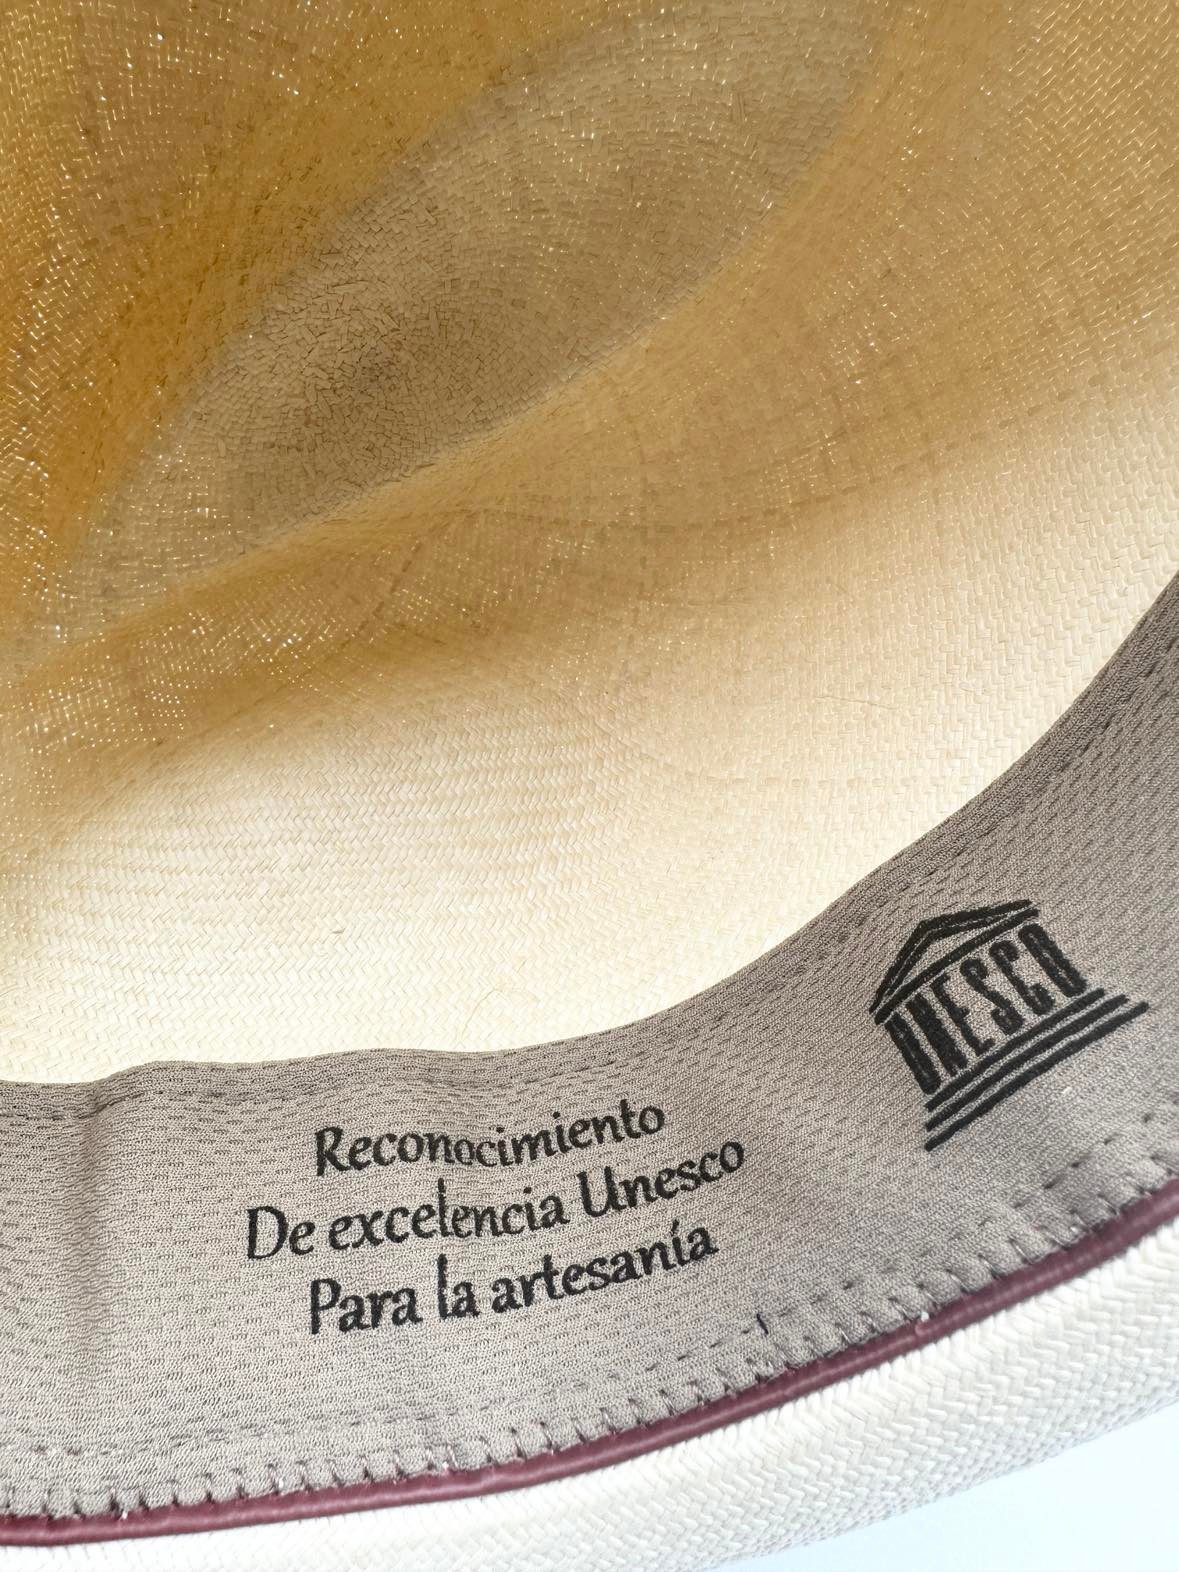 UNESCO
Reconocimiento
De excelencia Unesco
Para la artesanía